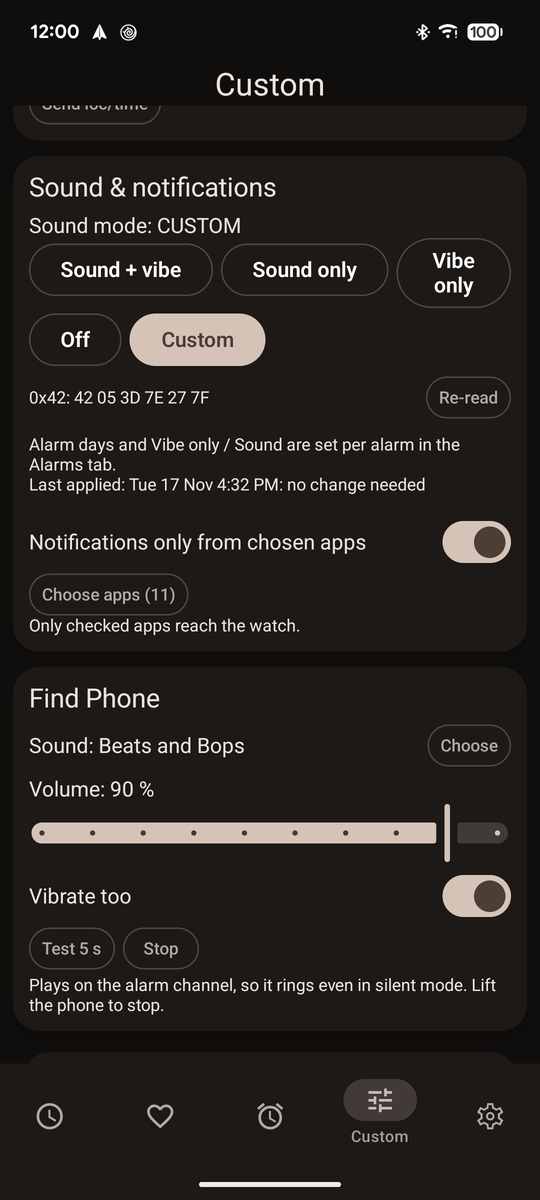 12:00
100
Custom
Send loc/time
Sound & notifications
Sound mode: CUSTOM
Sound + vibe
Sound only
Vibe
only
Off
Custom
0x42: 42 05 3D 7E 27 7F
Re-read
Alarm days and Vibe only / Sound are set per alarm in the
Alarms tab.
Last applied: Tue 17 Nov 4:32 PM: no change needed
Notifications only from chosen apps
Choose apps (11)
Only checked apps reach the watch.
Find Phone
Sound: Beats and Bops
Choose
Volume: 90 %
Vibrate too
Test 5 s
Stop
Plays on the alarm channel, so it rings even in silent mode. Lift
the phone to stop.
Custom